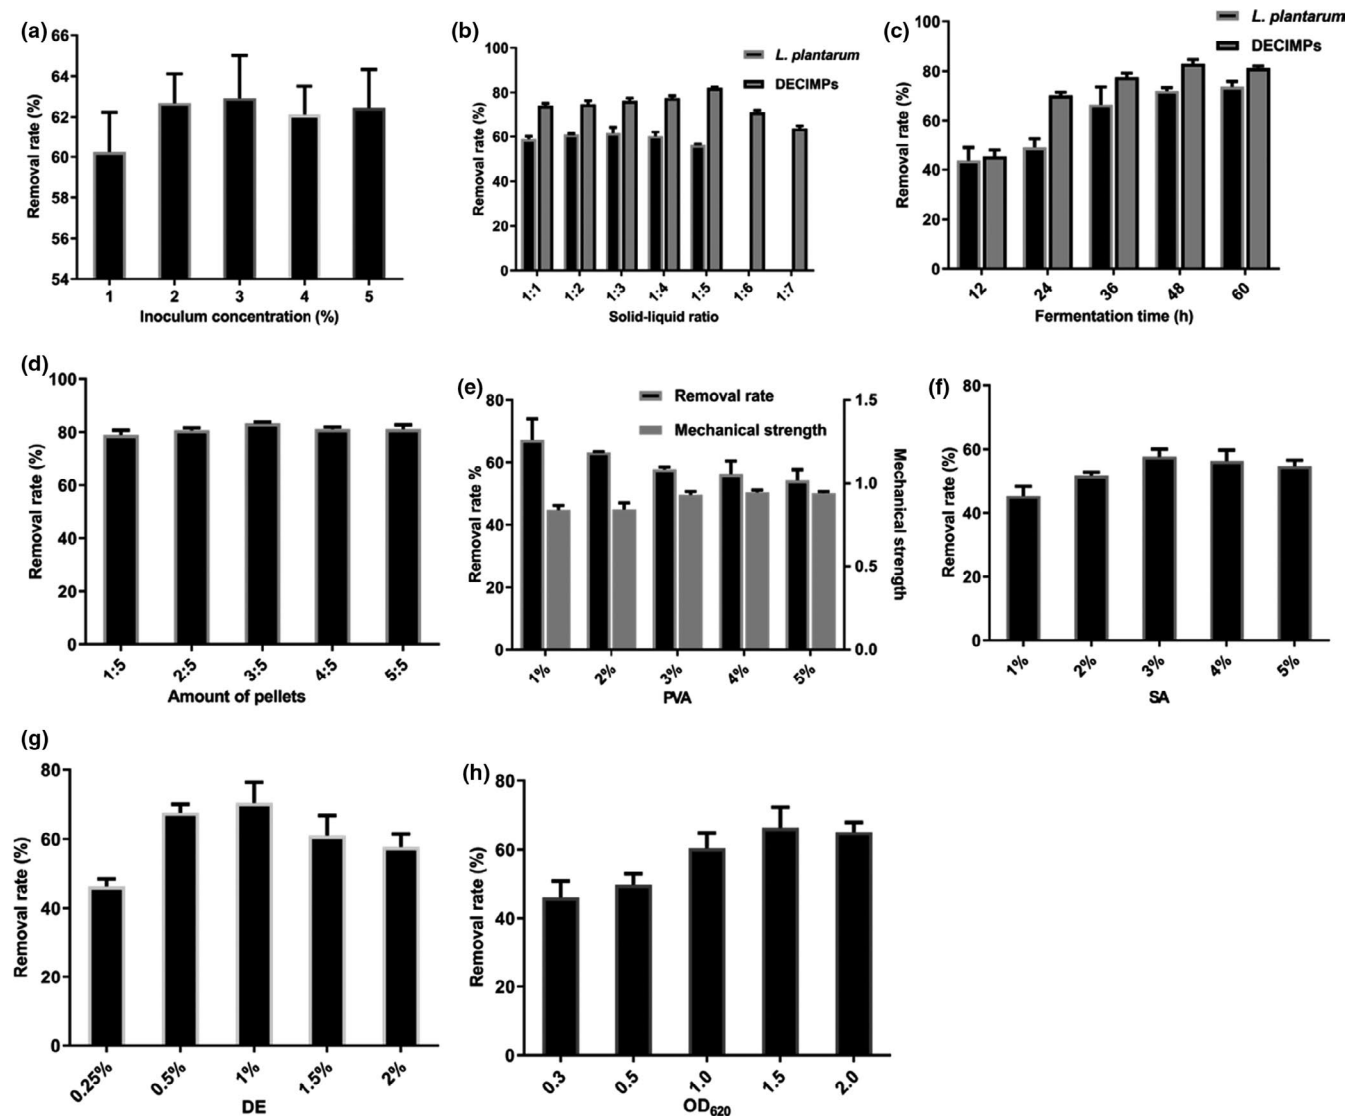 (a)
66
64
62
60
58
56
54
Removal rate (%)
1 2 3 4 5
Inoculum concentration (%)
(b)
L. plantarum
DECIMPs
100
80
60
40
20
0
Removal rate (%)
1:1 1:2 1:3 1:4 1:5 1:6 1:7
Solid-liquid ratio
(c)
L. plantarum
DECIMPs
100
80
60
40
20
0
Removal rate (%)
12 24 36 48 60
Fermentation time (h)
(d)
100
80
60
40
20
0
Removal rate (%)
1:5 2:5 3:5 4:5 5:5
Amount of pellets
(e)
Removal rate
Mechanical strength
80
60
40
20
0
Removal rate %
1.5
1.0
0.5
0.0
Mechanical strength
1% 2% 3% 4% 5%
PVA
(f)
80
60
40
20
0
Removal rate (%)
1% 2% 3% 4% 5%
SA
(g)
80
60
40
20
0
Removal rate (%)
0.25% 0.5% 1% 1.5% 2%
DE
(h)
80
60
40
20
0
Removal rate (%)
0.3 0.5 1.0 1.5 2.0
OD620